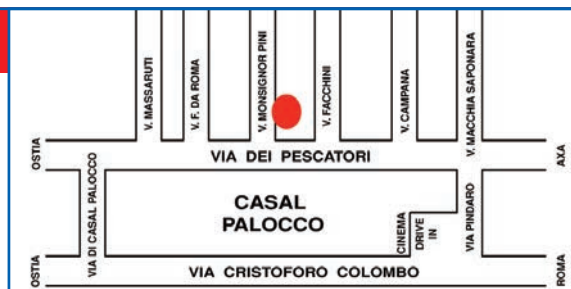 V. MASSARUTI
V. F. DA ROMA
V. MONSIGNOR PINI
V. FACCHINI
V. CAMPANA
V. MACCHIA SAPONARA
OSTIA
VIA DEI PESCATORI
AXA
VIA DI CASAL PALOCCO
CASAL
PALOCCO
CINEMA
DRIVE IN
VIA PINDARO
OSTIA
VIA CRISTOFORO COLOMBO
ROMA